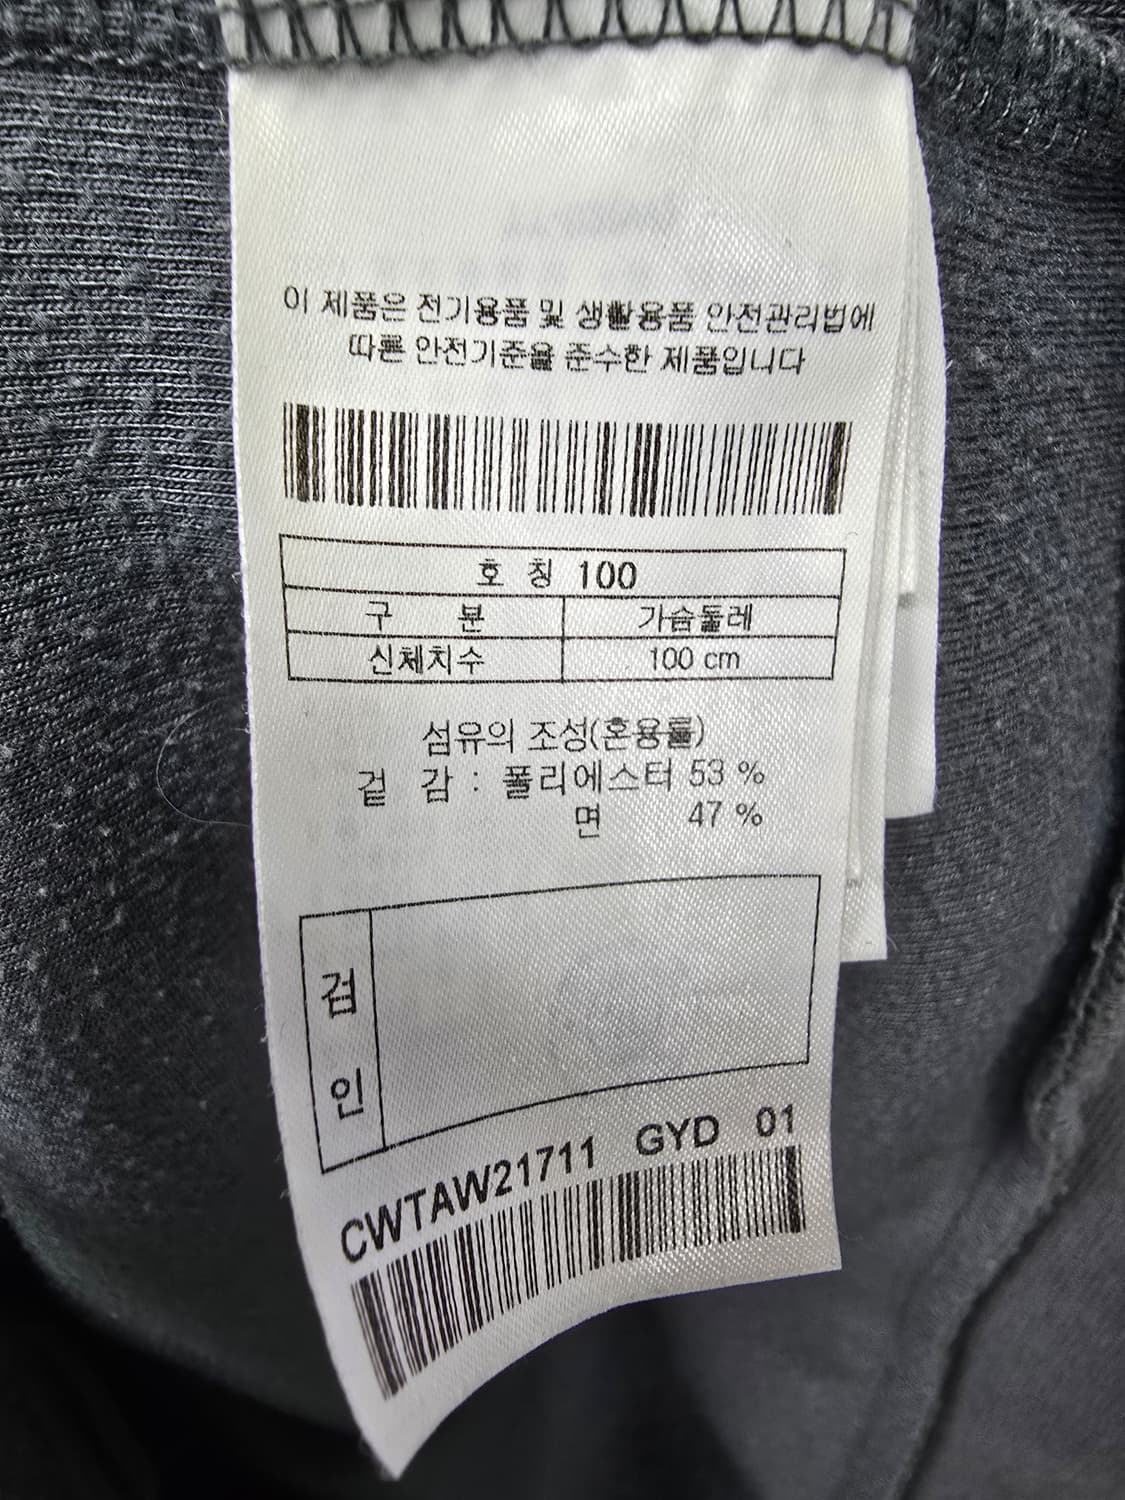 이 제품은 전기용품 및 생활용품 안전관리법에
따른 안전기준을 준수한 제품입니다
호 칭 100
구 분 가슴둘레
신체치수 100 cm
섬유의 조성(혼용률)
겉 감 : 폴리에스터 53 %
면 47 %
검
인
CWTAW21711 GYD 01